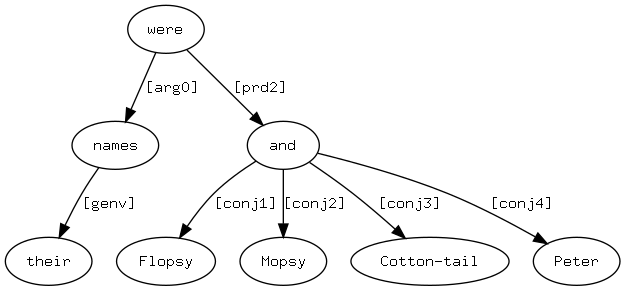 were
[arg0] [prd2]
names and
[genv] [conj1] [conj2] [conj3] [conj4]
their Flopsy Mopsy Cotton-tail Peter